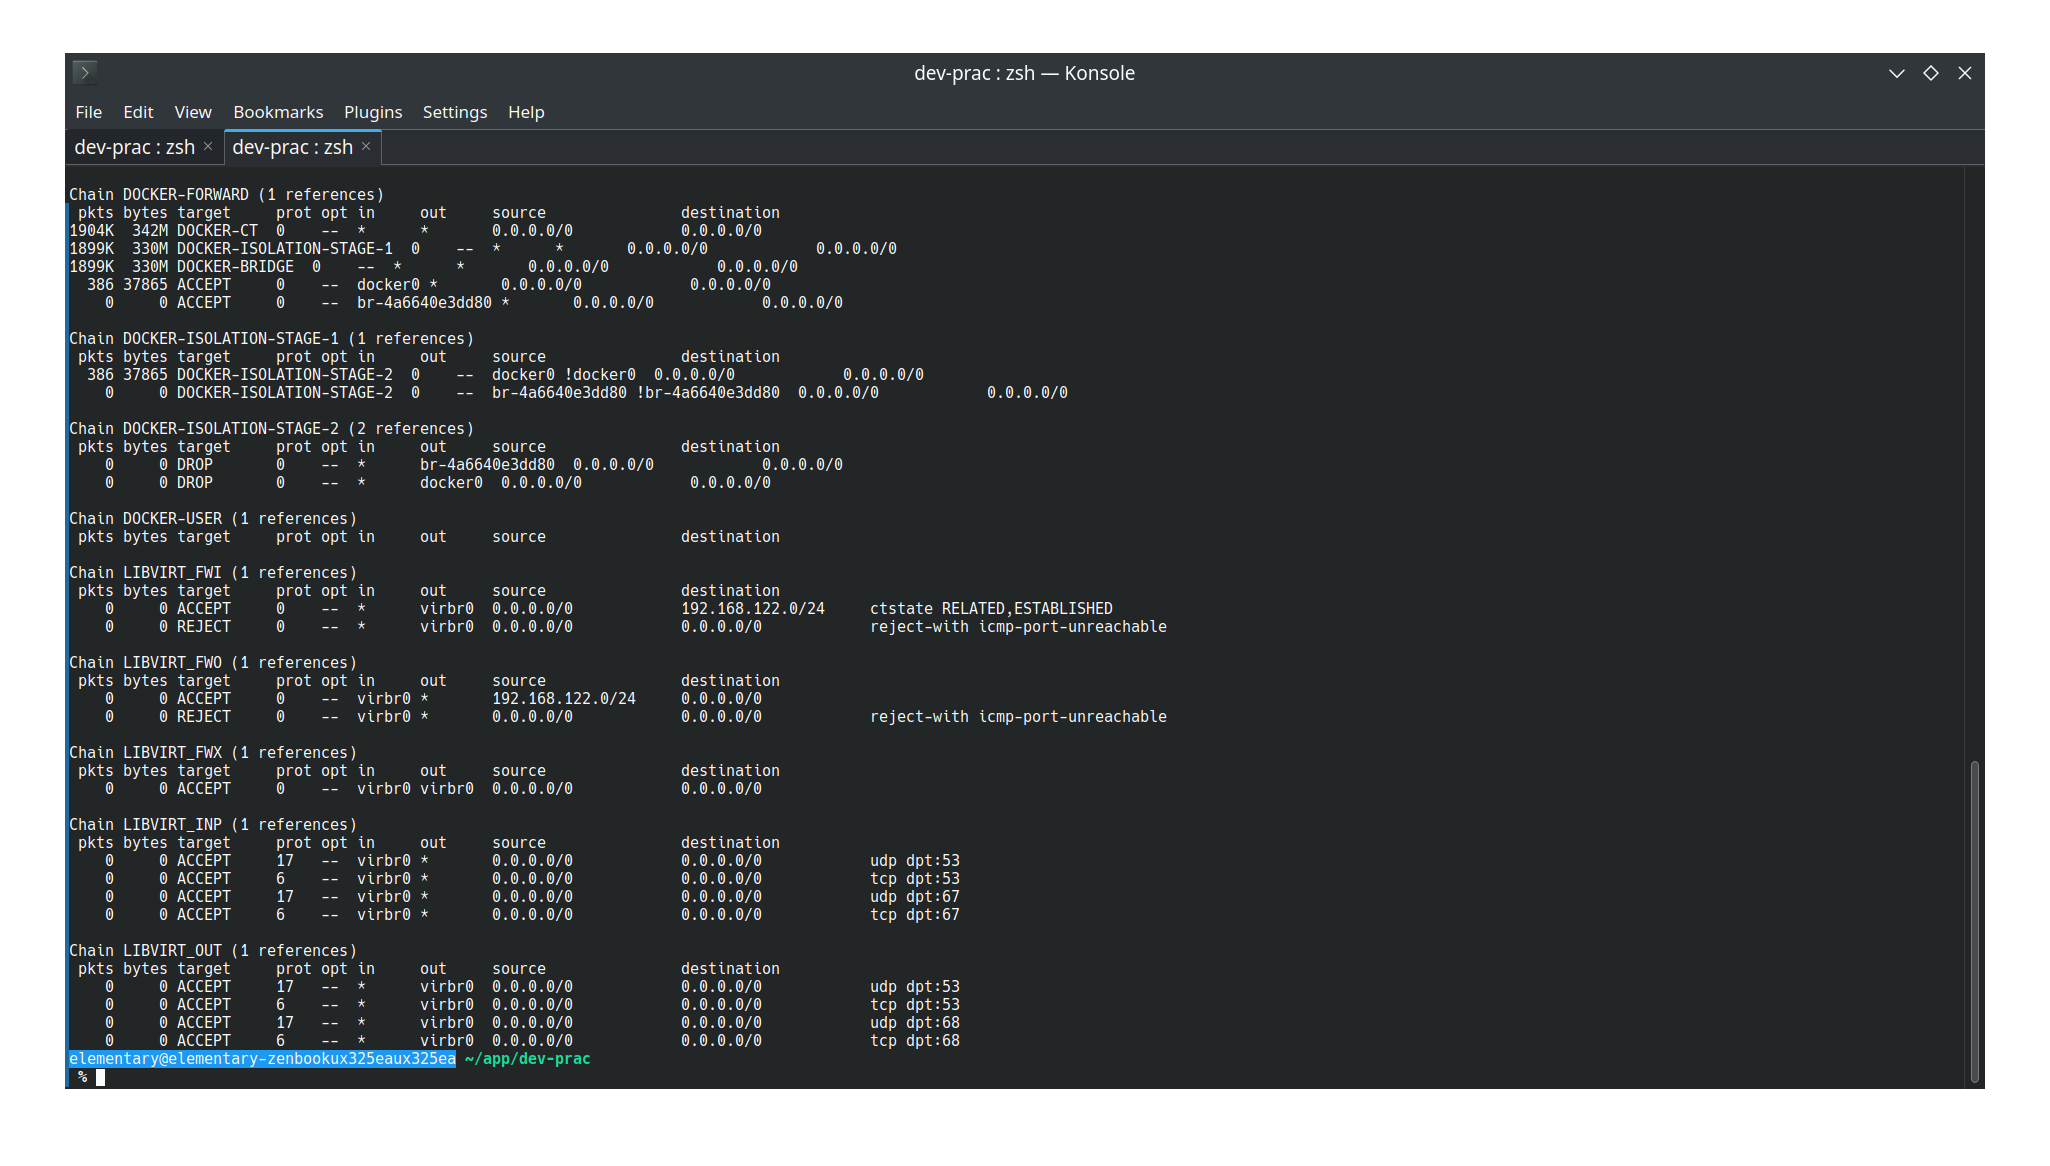 dev-prac : zsh — Konsole
File Edit View Bookmarks Plugins Settings Help
dev-prac : zsh × dev-prac : zsh ×
Chain DOCKER-FORWARD (1 references)
 pkts bytes target     prot opt in     out     source               destination
1904K  342M DOCKER-CT  0    --  *      *       0.0.0.0/0            0.0.0.0/0
1899K  330M DOCKER-ISOLATION-STAGE-1  0    --  *      *       0.0.0.0/0            0.0.0.0/0
1899K  330M DOCKER-BRIDGE  0    --  *      *       0.0.0.0/0            0.0.0.0/0
  386 37865 ACCEPT     0    --  docker0 *       0.0.0.0/0            0.0.0.0/0
    0     0 ACCEPT     0    --  br-4a6640e3dd80 *       0.0.0.0/0            0.0.0.0/0
Chain DOCKER-ISOLATION-STAGE-1 (1 references)
 pkts bytes target     prot opt in     out     source               destination
  386 37865 DOCKER-ISOLATION-STAGE-2  0    --  docker0 !docker0  0.0.0.0/0            0.0.0.0/0
    0     0 DOCKER-ISOLATION-STAGE-2  0    --  br-4a6640e3dd80 !br-4a6640e3dd80  0.0.0.0/0            0.0.0.0/0
Chain DOCKER-ISOLATION-STAGE-2 (2 references)
 pkts bytes target     prot opt in     out     source               destination
    0     0 DROP       0    --  *      br-4a6640e3dd80  0.0.0.0/0            0.0.0.0/0
    0     0 DROP       0    --  *      docker0  0.0.0.0/0            0.0.0.0/0
Chain DOCKER-USER (1 references)
 pkts bytes target     prot opt in     out     source               destination
Chain LIBVIRT_FWI (1 references)
 pkts bytes target     prot opt in     out     source               destination
    0     0 ACCEPT     0    --  *      virbr0  0.0.0.0/0            192.168.122.0/24     ctstate RELATED,ESTABLISHED
    0     0 REJECT     0    --  *      virbr0  0.0.0.0/0            0.0.0.0/0            reject-with icmp-port-unreachable
Chain LIBVIRT_FWO (1 references)
 pkts bytes target     prot opt in     out     source               destination
    0     0 ACCEPT     0    --  virbr0 *       192.168.122.0/24     0.0.0.0/0
    0     0 REJECT     0    --  virbr0 *       0.0.0.0/0            0.0.0.0/0            reject-with icmp-port-unreachable
Chain LIBVIRT_FWX (1 references)
 pkts bytes target     prot opt in     out     source               destination
    0     0 ACCEPT     0    --  virbr0 virbr0  0.0.0.0/0            0.0.0.0/0
Chain LIBVIRT_INP (1 references)
 pkts bytes target     prot opt in     out     source               destination
    0     0 ACCEPT     17   --  virbr0 *       0.0.0.0/0            0.0.0.0/0            udp dpt:53
    0     0 ACCEPT     6    --  virbr0 *       0.0.0.0/0            0.0.0.0/0            tcp dpt:53
    0     0 ACCEPT     17   --  virbr0 *       0.0.0.0/0            0.0.0.0/0            udp dpt:67
    0     0 ACCEPT     6    --  virbr0 *       0.0.0.0/0            0.0.0.0/0            tcp dpt:67
Chain LIBVIRT_OUT (1 references)
 pkts bytes target     prot opt in     out     source               destination
    0     0 ACCEPT     17   --  *      virbr0  0.0.0.0/0            0.0.0.0/0            udp dpt:53
    0     0 ACCEPT     6    --  *      virbr0  0.0.0.0/0            0.0.0.0/0            tcp dpt:53
    0     0 ACCEPT     17   --  *      virbr0  0.0.0.0/0            0.0.0.0/0            udp dpt:68
    0     0 ACCEPT     6    --  *      virbr0  0.0.0.0/0            0.0.0.0/0            tcp dpt:68
elementary@elementary-zenbookux325eaux325ea ~/app/dev-prac
 %